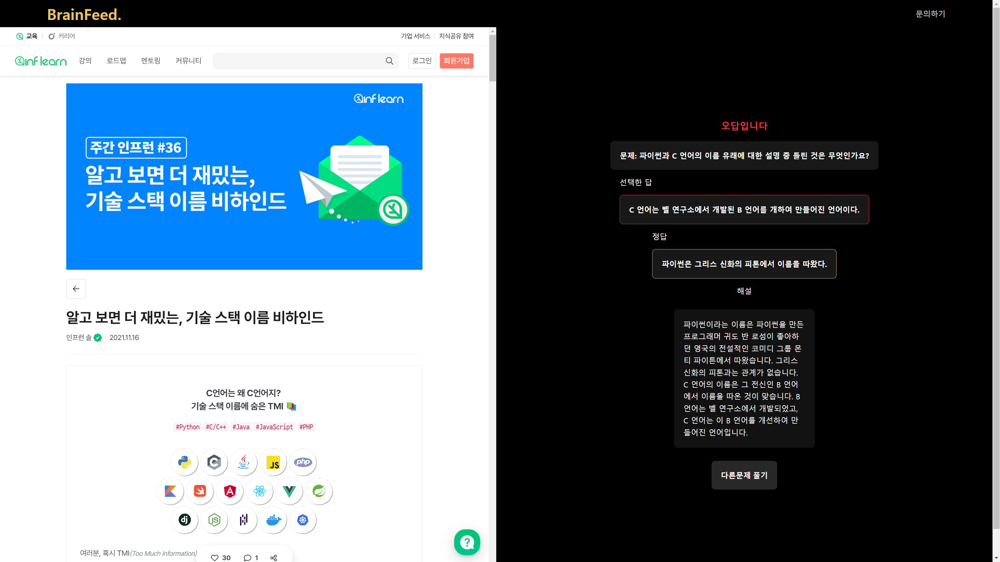 BrainFeed.
문의하기
교육
커리어
기업 서비스
지식공유 참여
inflearn
강의
로드맵
멘토링
커뮤니티
로그인
회원가입
inflearn
주간 인프런 #36
알고 보면 더 재밌는,
기술 스택 이름 비하인드
알고 보면 더 재밌는, 기술 스택 이름 비하인드
인프런 솔
2021.11.16
C언어는 왜 C언어지?
기술 스택 이름에 숨은 TMI
#Python #C/C++ #Java #JavaScript #PHP
C
JS
php
dj
JS
여러분, 혹시 TMI(Too Much Information)
30
1
오답입니다
문제: 파이썬과 C 언어의 이름 유래에 대한 설명 중 틀린 것은 무엇인가요?
선택한 답
C 언어는 벨 연구소에서 개발된 B 언어를 개하여 만들어진 언어이다.
정답
파이썬은 그리스 신화의 피톤에서 이름을 따왔다.
해설
파이썬이라는 이름은 파이썬을 만든
프로그래머 귀도 반 로섬이 좋아하
던 영국의 전설적인 코미디 그룹 몬
티 파이튼에서 따왔습니다. 그리스
신화의 피톤과는 관계가 없습니다.
C 언어의 이름은 그 전신인 B 언어
에서 이름을 따온 것이 맞습니다. B
언어는 벨 연구소에서 개발되었고,
C 언어는 이 B 언어를 개선하여 만
들어진 언어입니다.
다른문제 풀기